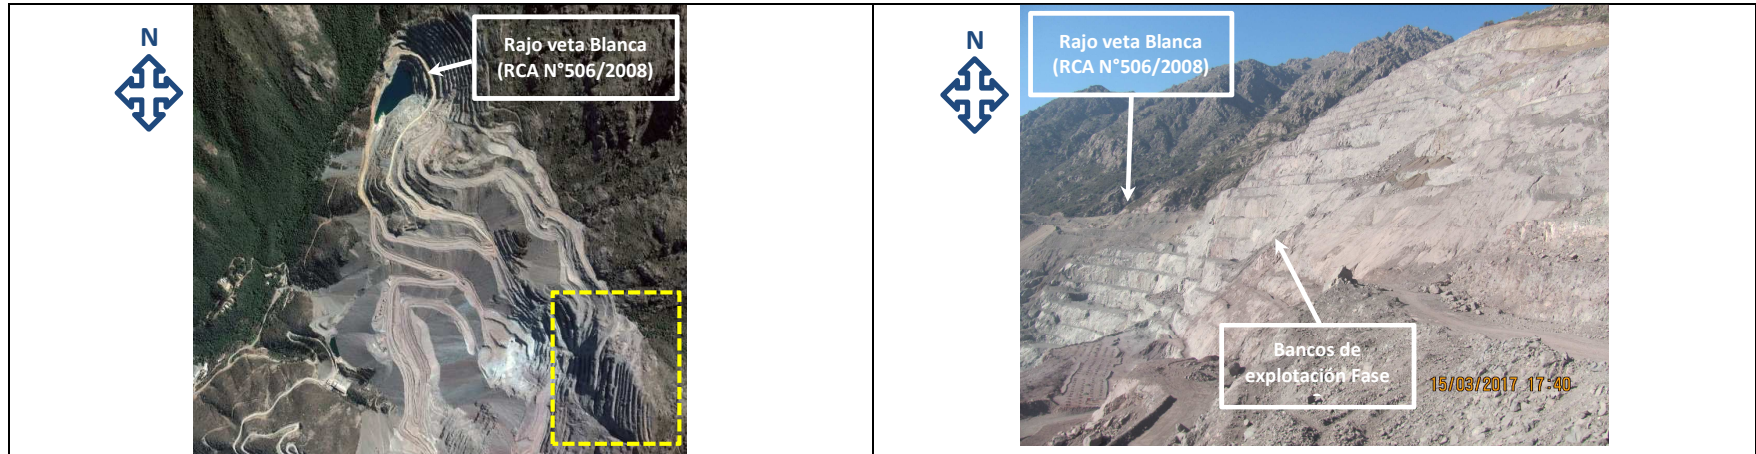 N
Rajo veta Blanca
(RCA N°506/2008)
N
Rajo veta Blanca
(RCA N°506/2008)
Bancos de
explotación Fase
15/03/2017 17:40